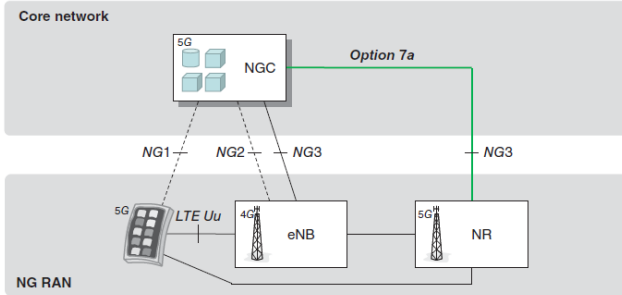 Core network
5G
NGC
Option 7a
NG1
NG2
NG3
NG3
5G
LTE Uu
4G
eNB
5G
NR
NG RAN